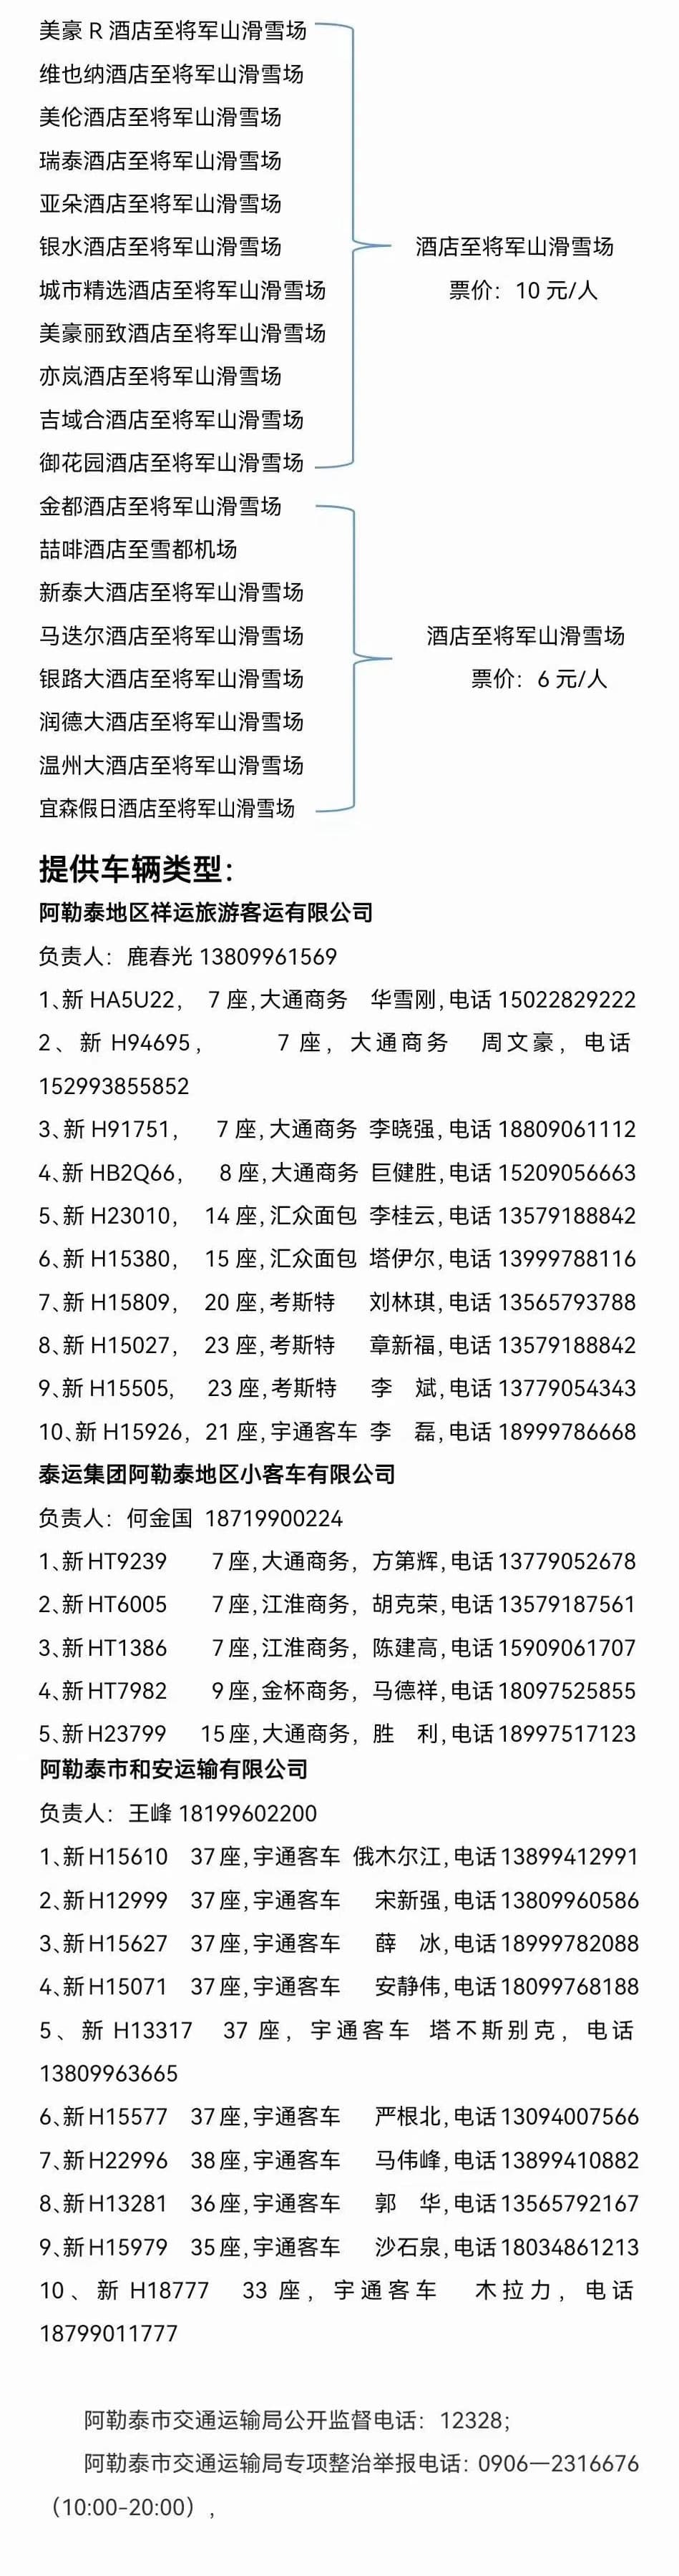 美豪 R 酒店至将军山滑雪场
维也纳酒店至将军山滑雪场
美伦酒店至将军山滑雪场
瑞泰酒店至将军山滑雪场
亚朵酒店至将军山滑雪场
银水酒店至将军山滑雪场
城市精选酒店至将军山滑雪场
美豪丽致酒店至将军山滑雪场
亦岚酒店至将军山滑雪场
吉域合酒店至将军山滑雪场
御花园酒店至将军山滑雪场
酒店至将军山滑雪场
票价：10 元/人
金都酒店至将军山滑雪场
喆啡酒店至雪都机场
新泰大酒店至将军山滑雪场
马迭尔酒店至将军山滑雪场
银路大酒店至将军山滑雪场
润德大酒店至将军山滑雪场
温州大酒店至将军山滑雪场
宜森假日酒店至将军山滑雪场
酒店至将军山滑雪场
票价：6 元/人
提供车辆类型：
阿勒泰地区祥运旅游客运有限公司
负责人：鹿春光 13809961569
1、新 HA5U22， 7 座，大通商务 华雪刚，电话 15022829222
2、新 H94695， 7 座，大通商务 周文豪，电话
152993855852
3、新 H91751， 7 座，大通商务 李晓强，电话 18809061112
4、新 HB2Q66， 8 座，大通商务 巨健胜，电话 15209056663
5、新 H23010， 14 座，汇众面包 李桂云，电话 13579188842
6、新 H15380， 15 座，汇众面包 塔伊尔，电话 13999788116
7、新 H15809， 20 座，考斯特 刘林琪，电话 13565793788
8、新 H15027， 23 座，考斯特 章新福，电话 13579188842
9、新 H15505， 23 座，考斯特 李 斌，电话 13779054343
10、新 H15926，21 座，宇通客车 李 磊，电话 18999786668
泰运集团阿勒泰地区小客车有限公司
负责人：何金国 18719900224
1、新 HT9239 7 座，大通商务，方第辉，电话 13779052678
2、新 HT6005 7 座，江淮商务，胡克荣，电话 13579187561
3、新 HT1386 7 座，江淮商务，陈建高，电话 15909061707
4、新 HT7982 9 座，金杯商务，马德祥，电话 18097525855
5、新 H23799 15 座，大通商务，胜 利，电话 18997517123
阿勒泰市和安运输有限公司
负责人：王峰 18199602200
1、新 H15610 37 座，宇通客车 俄木尔江，电话 13899412991
2、新 H12999 37 座，宇通客车 宋新强，电话 13809960586
3、新 H15627 37 座，宇通客车 薛 冰，电话 18999782088
4、新 H15071 37 座，宇通客车 安静伟，电话 18099768188
5、新 H13317 37 座，宇通客车 塔不斯别克，电话
13809963665
6、新 H15577 37 座，宇通客车 严根北，电话 13094007566
7、新 H22996 38 座，宇通客车 马伟峰，电话 13899410882
8、新 H13281 36 座，宇通客车 郭 华，电话 13565792167
9、新 H15979 35 座，宇通客车 沙石泉，电话 18034861213
10、新 H18777 33 座，宇通客车 木拉力，电话
18799011777
阿勒泰市交通运输局公开监督电话：12328；
阿勒泰市交通运输局专项整治举报电话：0906—2316676
（10:00-20:00），